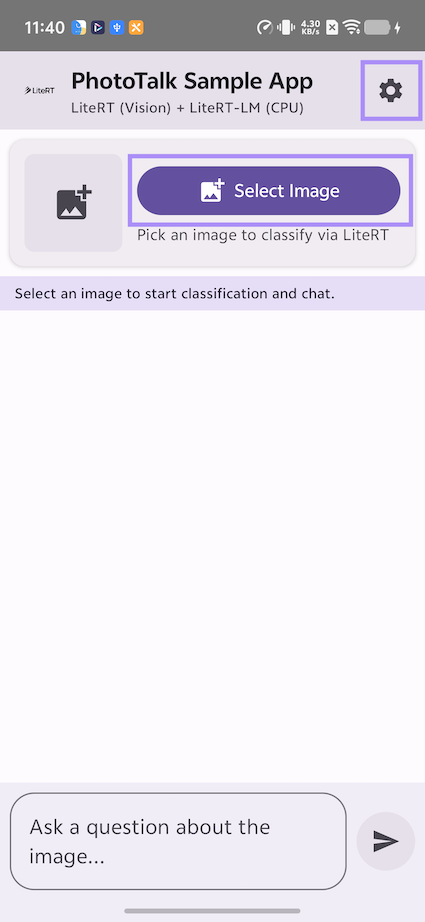 11:40
4.30
KB/s
LiteRT
PhotoTalk Sample App
LiteRT (Vision) + LiteRT-LM (CPU)
Select Image
Pick an image to classify via LiteRT
Select an image to start classification and chat.
Ask a question about the
image...